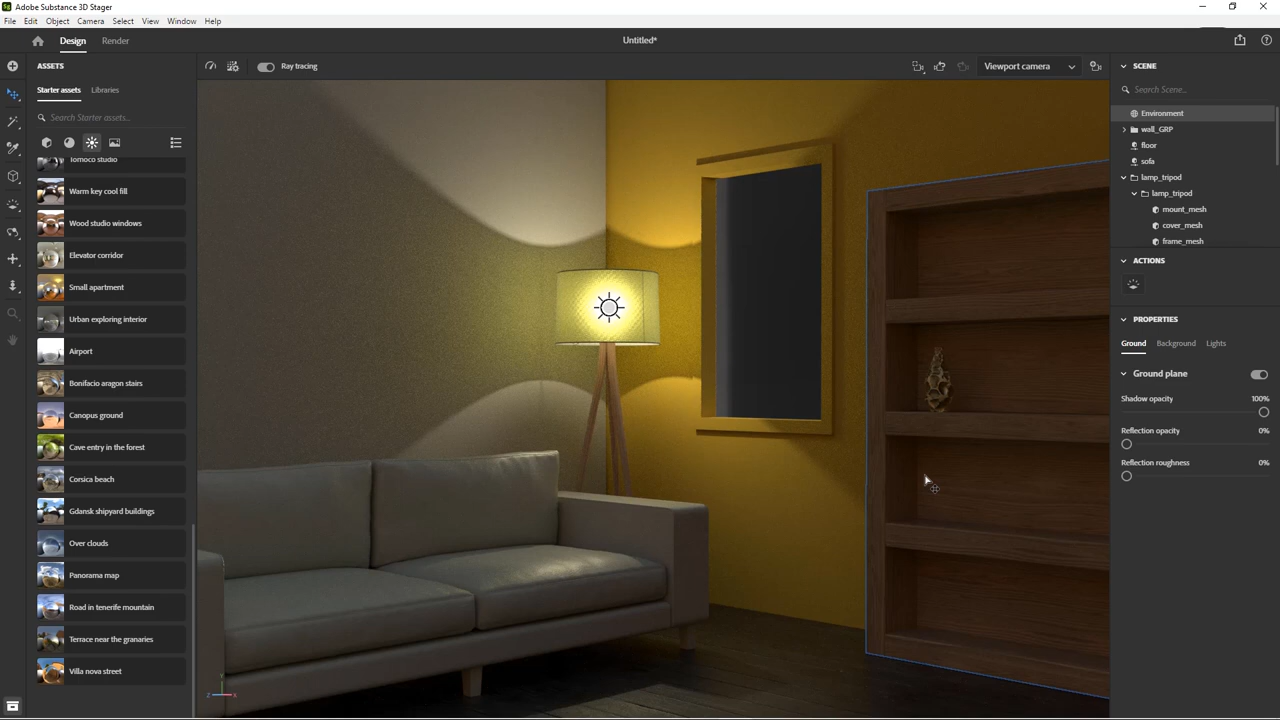 Sg Adobe Substance 3D Stager
File Edit Object Camera Select View Window Help
Design Render Untitled*
ASSETS
Starter assets Libraries
Search Starter assets...
Tomoco studio
Warm key cool fill
Wood studio windows
Elevator corridor
Small apartment
Urban exploring interior
Airport
Bonifacio aragon stairs
Canopus ground
Cave entry in the forest
Corsica beach
Gdansk shipyard buildings
Over clouds
Panorama map
Road in tenerife mountain
Terrace near the granaries
Villa nova street
Ray tracing
Viewport camera
Y
Z X
SCENE
Search Scene...
Environment
wall_GRP
floor
sofa
lamp_tripod
lamp_tripod
mount_mesh
cover_mesh
frame_mesh
ACTIONS
PROPERTIES
Ground Background Lights
Ground plane
Shadow opacity 100%
Reflection opacity 0%
Reflection roughness 0%